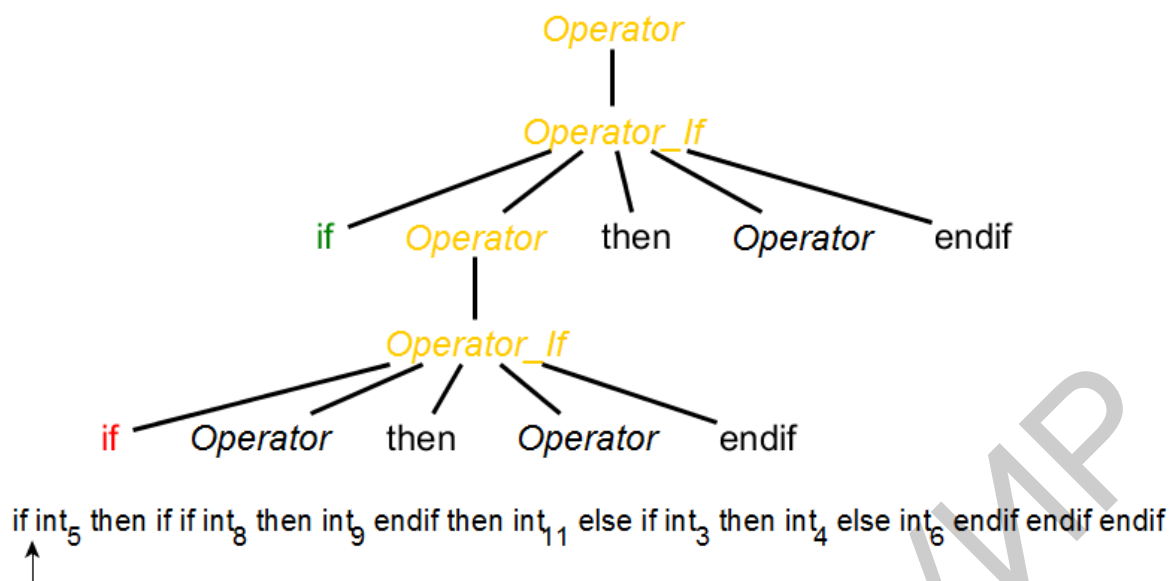 Operator
Operator_If
if Operator then Operator endif
Operator_If
if Operator then Operator endif
if int5 then if if int8 then int9 endif then int11 else if int3 then int4 else int6 endif endif endif